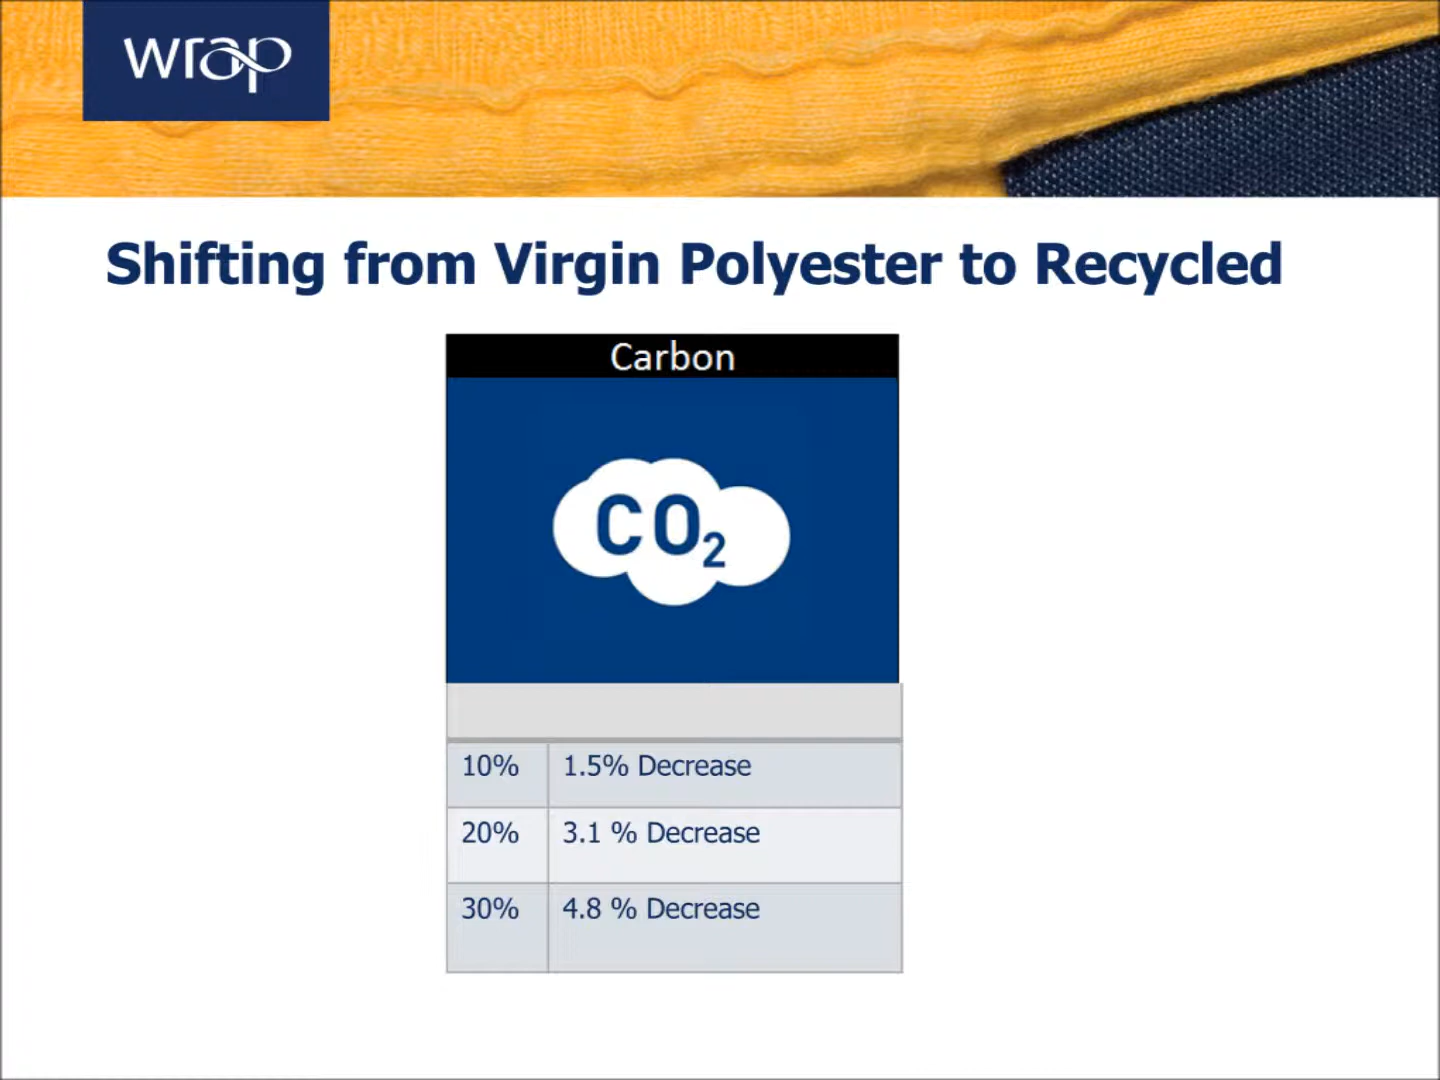 wrap
Shifting from Virgin Polyester to Recycled
Carbon
CO₂
10% 1.5% Decrease
20% 3.1 % Decrease
30% 4.8 % Decrease